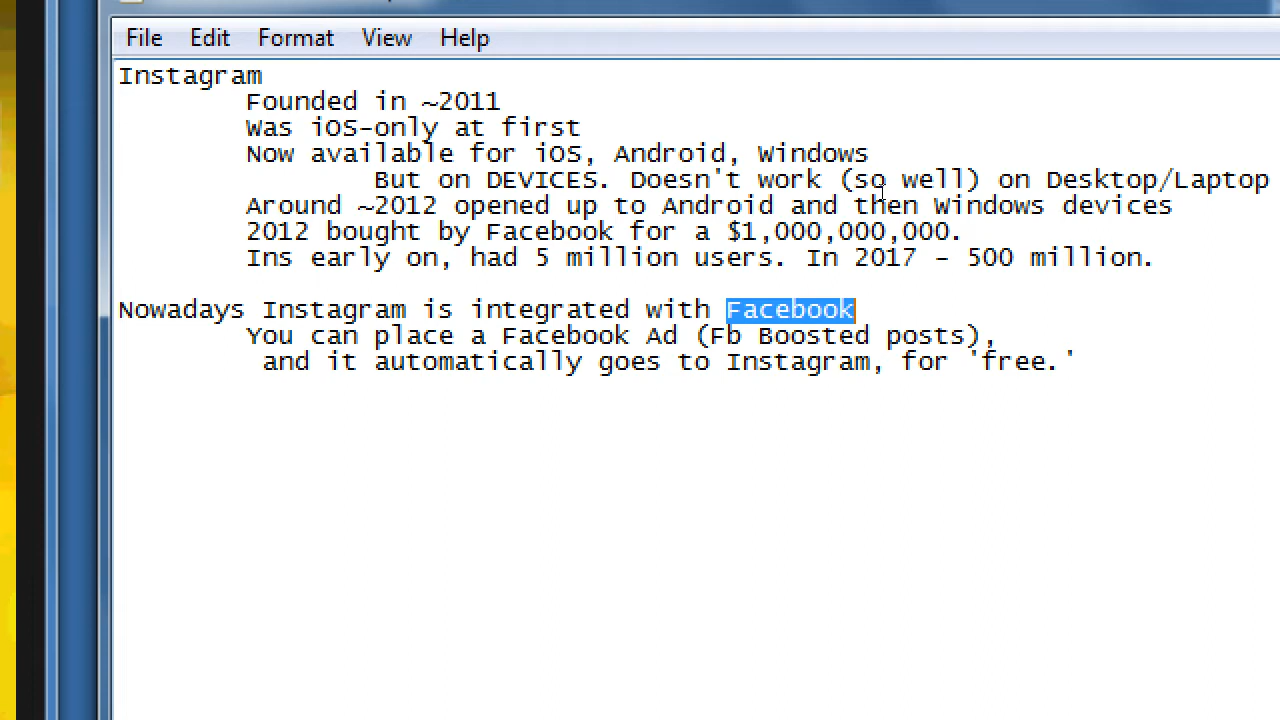 File Edit Format View Help
Instagram
Founded in ~2011
Was iOS-only at first
Now available for iOS, Android, Windows
But on DEVICES. Doesn't work (so well) on Desktop/Laptop
Around ~2012 opened up to Android and then Windows devices
2012 bought by Facebook for a $1,000,000,000.
Ins early on, had 5 million users. In 2017 - 500 million.
Nowadays Instagram is integrated with Facebook
You can place a Facebook Ad (Fb Boosted posts),
and it automatically goes to Instagram, for 'free.'